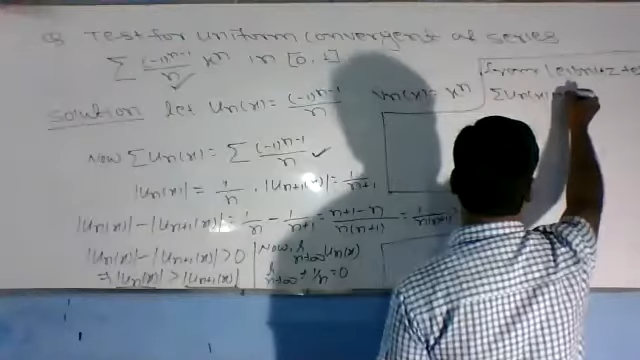 Q Test for Uniform Convergent of series
∑ (-1)^(n-1)/n x^n in [0, 1]
Solution let Un(x) = (-1)^(n-1)/n Vn(x) = x^n
Now ∑Un(x) = ∑ (-1)^(n-1)/n ✓
|Un(x)| = 1/n . |Un+1(x)| = 1/(n+1)
|Un(x)| - |Un+1(x)| = 1/n - 1/(n+1) = (n+1-n)/(n(n+1)) = 1/(n(n+1))
|Un(x)| - |Un+1(x)| > 0
⇒ |Un(x)| > |Un+1(x)|
Now, n→∞ |Un(x)|
n→∞ 1/n = 0
from
∑Un(x)